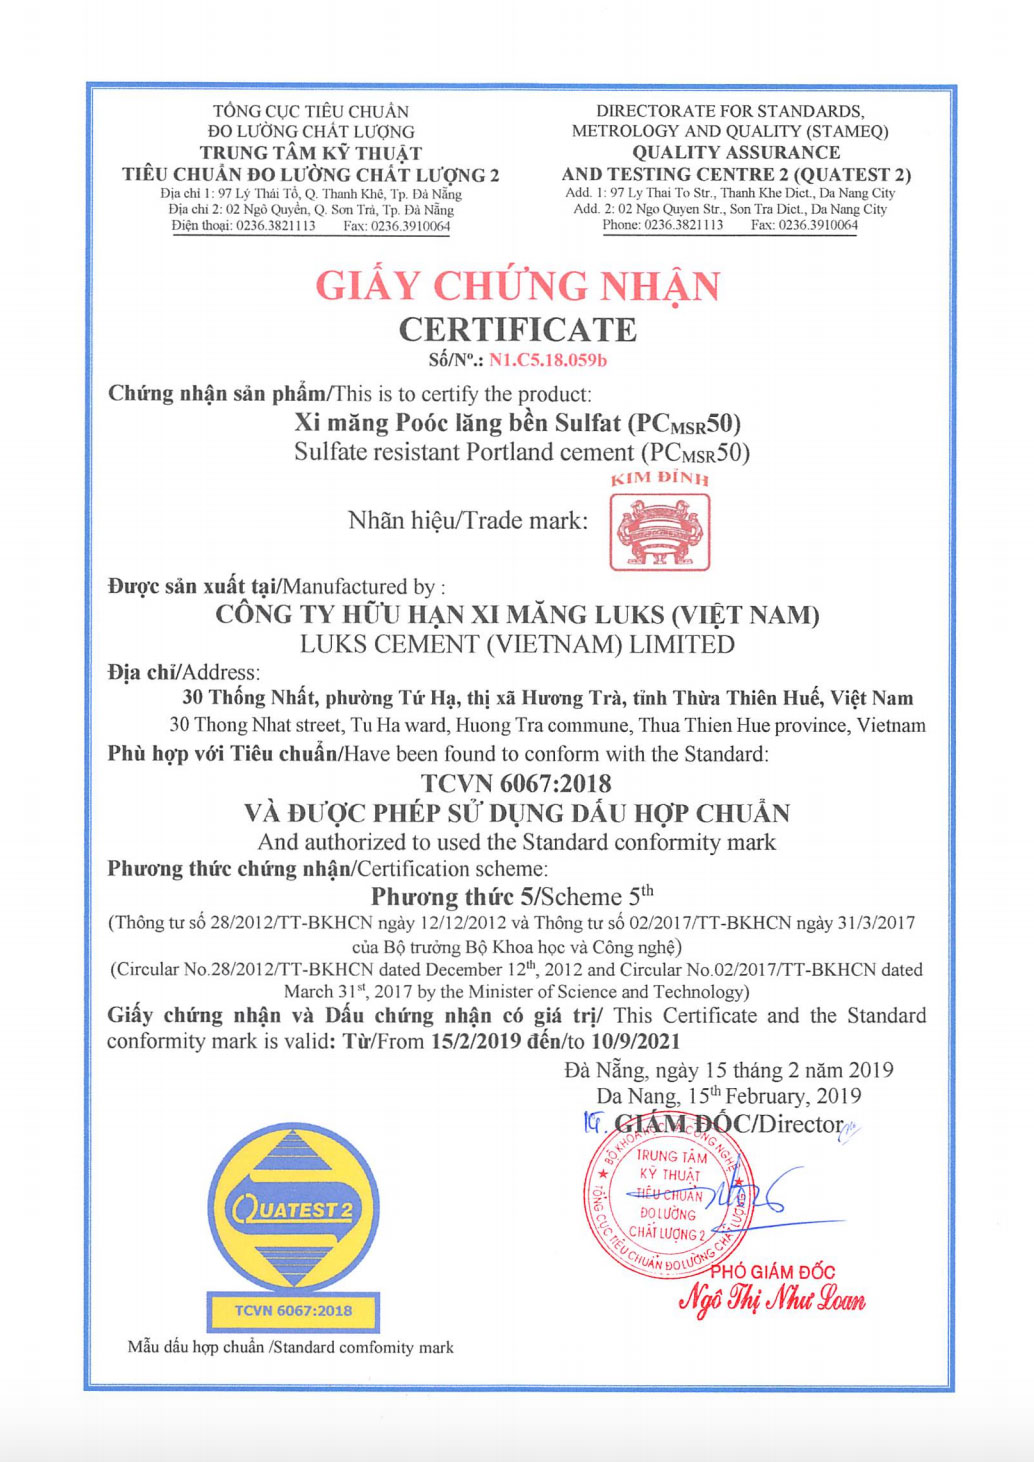 TỔNG CỤC TIÊU CHUẨN
ĐO LƯỜNG CHẤT LƯỢNG
TRUNG TÂM KỸ THUẬT
TIÊU CHUẨN ĐO LƯỜNG CHẤT LƯỢNG 2
Địa chỉ 1: 97 Lý Thái Tổ, Q. Thanh Khê, Tp. Đà Nẵng
Địa chỉ 2: 02 Ngô Quyền, Q. Sơn Trà, Tp. Đà Nẵng
Điện thoại: 0236.3821113 Fax: 0236.3910064
DIRECTORATE FOR STANDARDS,
METROLOGY AND QUALITY (STAMEQ)
QUALITY ASSURANCE
AND TESTING CENTRE 2 (QUATEST 2)
Add. 1: 97 Ly Thai To Str., Thanh Khe Dict., Da Nang City
Add. 2: 02 Ngo Quyen Str., Son Tra Dict., Da Nang City
Phone: 0236.3821113 Fax: 0236.3910064
GIẤY CHỨNG NHẬN
CERTIFICATE
Số/Nº.: N1.C5.18.059b
Chứng nhận sản phẩm/This is to certify the product:
Xi măng Poóc lăng bền Sulfat (PCMSR50)
Sulfate resistant Portland cement (PCMSR50)
KIM ĐỈNH
Nhãn hiệu/Trade mark:
Được sản xuất tại/Manufactured by :
CÔNG TY HỮU HẠN XI MĂNG LUKS (VIỆT NAM)
LUKS CEMENT (VIETNAM) LIMITED
Địa chỉ/Address:
30 Thống Nhất, phường Tứ Hạ, thị xã Hương Trà, tỉnh Thừa Thiên Huế, Việt Nam
30 Thong Nhat street, Tu Ha ward, Huong Tra commune, Thua Thien Hue province, Vietnam
Phù hợp với Tiêu chuẩn/Have been found to conform with the Standard:
TCVN 6067:2018
VÀ ĐƯỢC PHÉP SỬ DỤNG DẤU HỢP CHUẨN
And authorized to used the Standard conformity mark
Phương thức chứng nhận/Certification scheme:
Phương thức 5/Scheme 5th
(Thông tư số 28/2012/TT-BKHCN ngày 12/12/2012 và Thông tư số 02/2017/TT-BKHCN ngày 31/3/2017
của Bộ trưởng Bộ Khoa học và Công nghệ)
(Circular No.28/2012/TT-BKHCN dated December 12th, 2012 and Circular No.02/2017/TT-BKHCN dated
March 31st, 2017 by the Minister of Science and Technology)
Giấy chứng nhận và Dấu chứng nhận có giá trị/ This Certificate and the Standard
conformity mark is valid: Từ/From 15/2/2019 đến/to 10/9/2021
Đà Nẵng, ngày 15 tháng 2 năm 2019
Da Nang, 15th February, 2019
KT. GIÁM ĐỐC/Director
BỘ KHOA HỌC VÀ CÔNG NGHỆ
TRUNG TÂM
KỸ THUẬT
TIÊU CHUẨN
ĐO LƯỜNG
CHẤT LƯỢNG 2
TỔNG CỤC TIÊU CHUẨN ĐO LƯỜNG CHẤT LƯỢNG
PHÓ GIÁM ĐỐC
Ngô Thị Như Loan
QUATEST 2
TCVN 6067:2018
Mẫu dấu hợp chuẩn /Standard comfomity mark